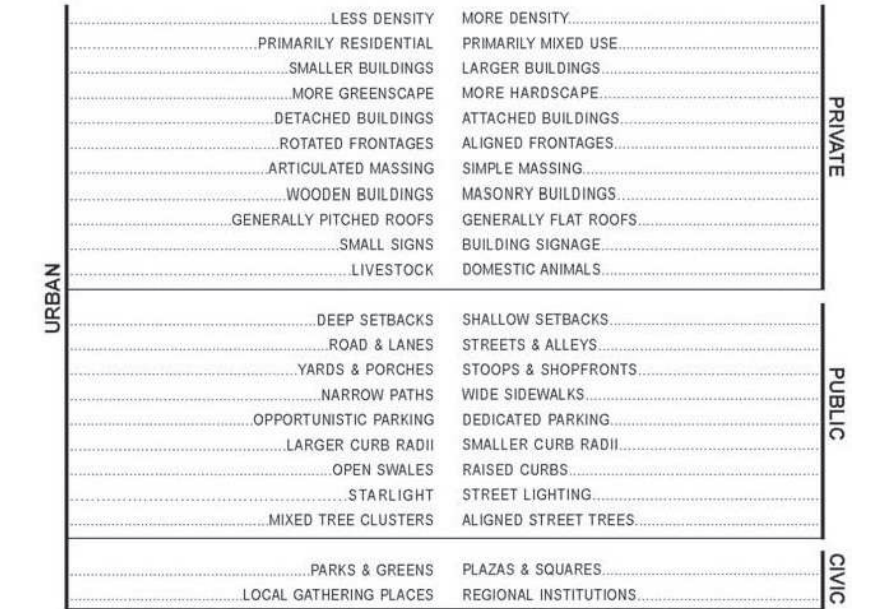 LESS DENSITY MORE DENSITY
PRIMARILY RESIDENTIAL PRIMARILY MIXED USE
SMALLER BUILDINGS LARGER BUILDINGS
MORE GREENSCAPE MORE HARDSCAPE
DETACHED BUILDINGS ATTACHED BUILDINGS
ROTATED FRONTAGES ALIGNED FRONTAGES
ARTICULATED MASSING SIMPLE MASSING
WOODEN BUILDINGS MASONRY BUILDINGS
GENERALLY PITCHED ROOFS GENERALLY FLAT ROOFS
SMALL SIGNS BUILDING SIGNAGE
LIVESTOCK DOMESTIC ANIMALS
PRIVATE
URBAN
DEEP SETBACKS SHALLOW SETBACKS
ROAD & LANES STREETS & ALLEYS
YARDS & PORCHES STOOPS & SHOPFRONTS
NARROW PATHS WIDE SIDEWALKS
OPPORTUNISTIC PARKING DEDICATED PARKING
LARGER CURB RADII SMALLER CURB RADII
OPEN SWALES RAISED CURBS
STARLIGHT STREET LIGHTING
MIXED TREE CLUSTERS ALIGNED STREET TREES
PUBLIC
PARKS & GREENS PLAZAS & SQUARES
LOCAL GATHERING PLACES REGIONAL INSTITUTIONS
CIVIC